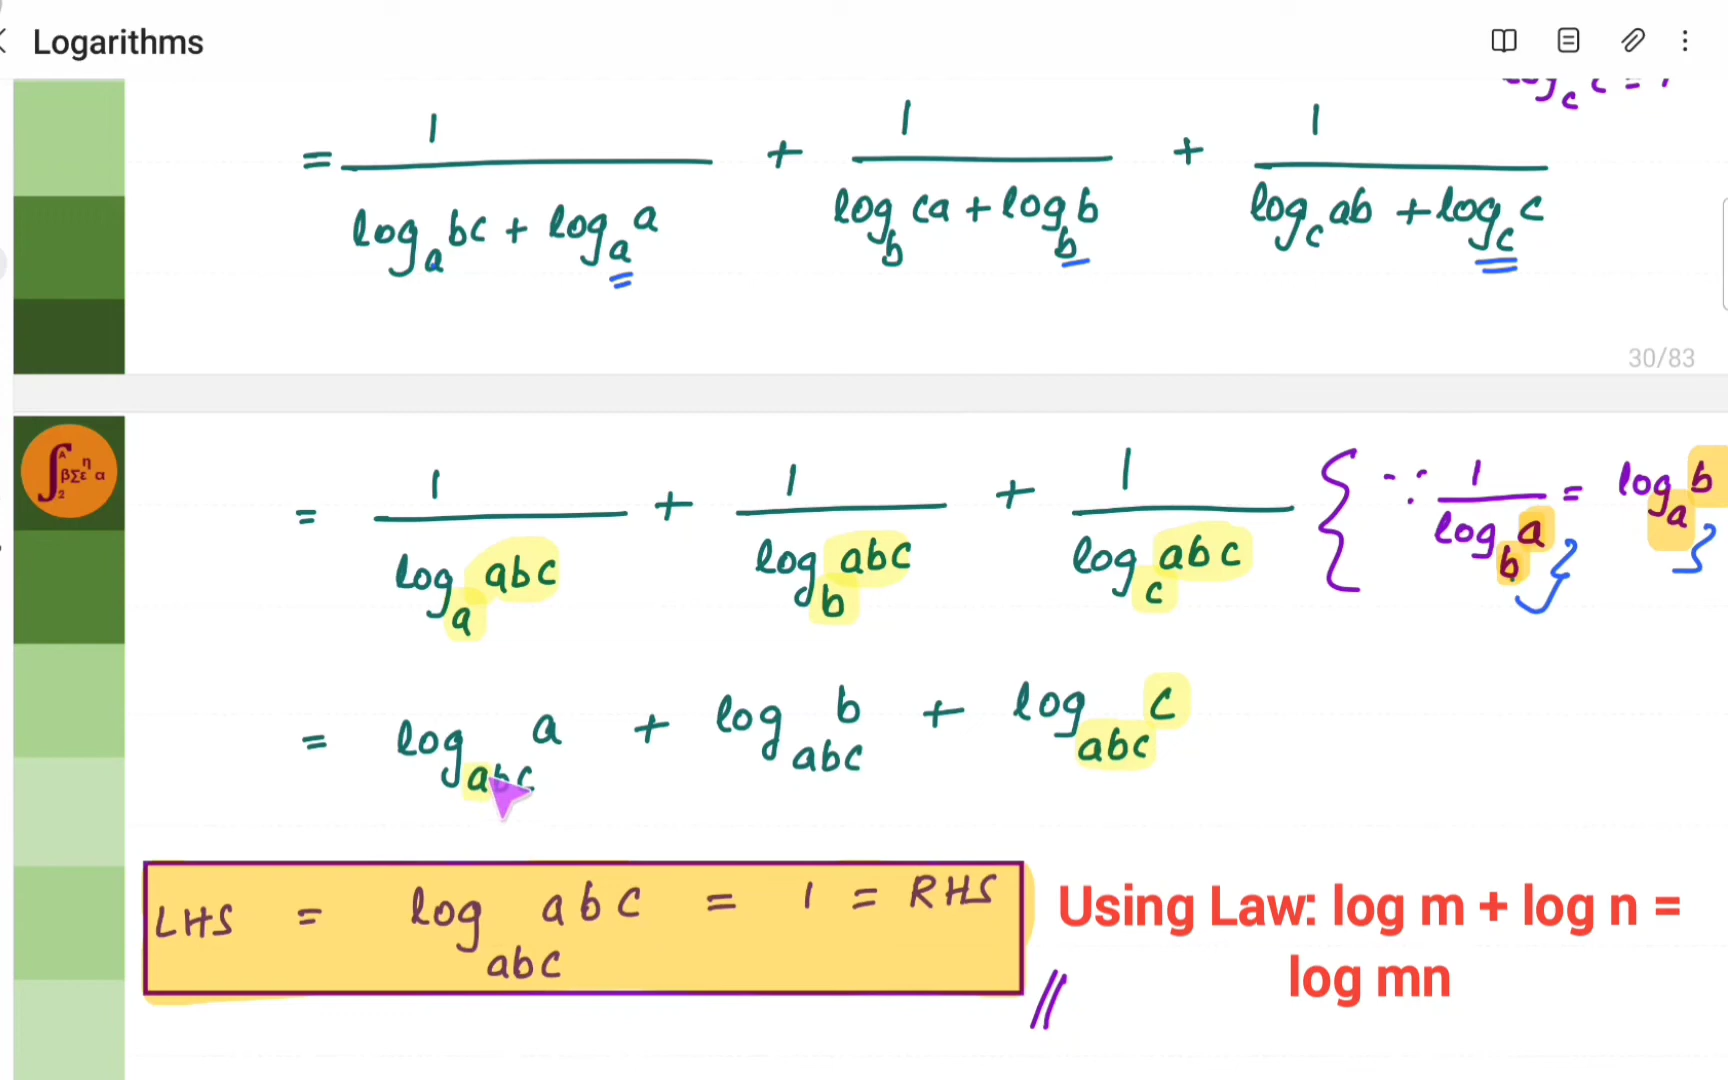 Logarithms
log_c c = 1
= 1/(log_a bc + log_a a) + 1/(log_b ca + log_b b) + 1/(log_c ab + log_c c)
30/83
= 1/(log_a abc) + 1/(log_b abc) + 1/(log_c abc) { ∵ 1/(log_b a) = log_a b }
= log_abc a + log_abc b + log_abc c
LHS = log_abc abc = 1 = RHS //
Using Law: log m + log n =
log mn